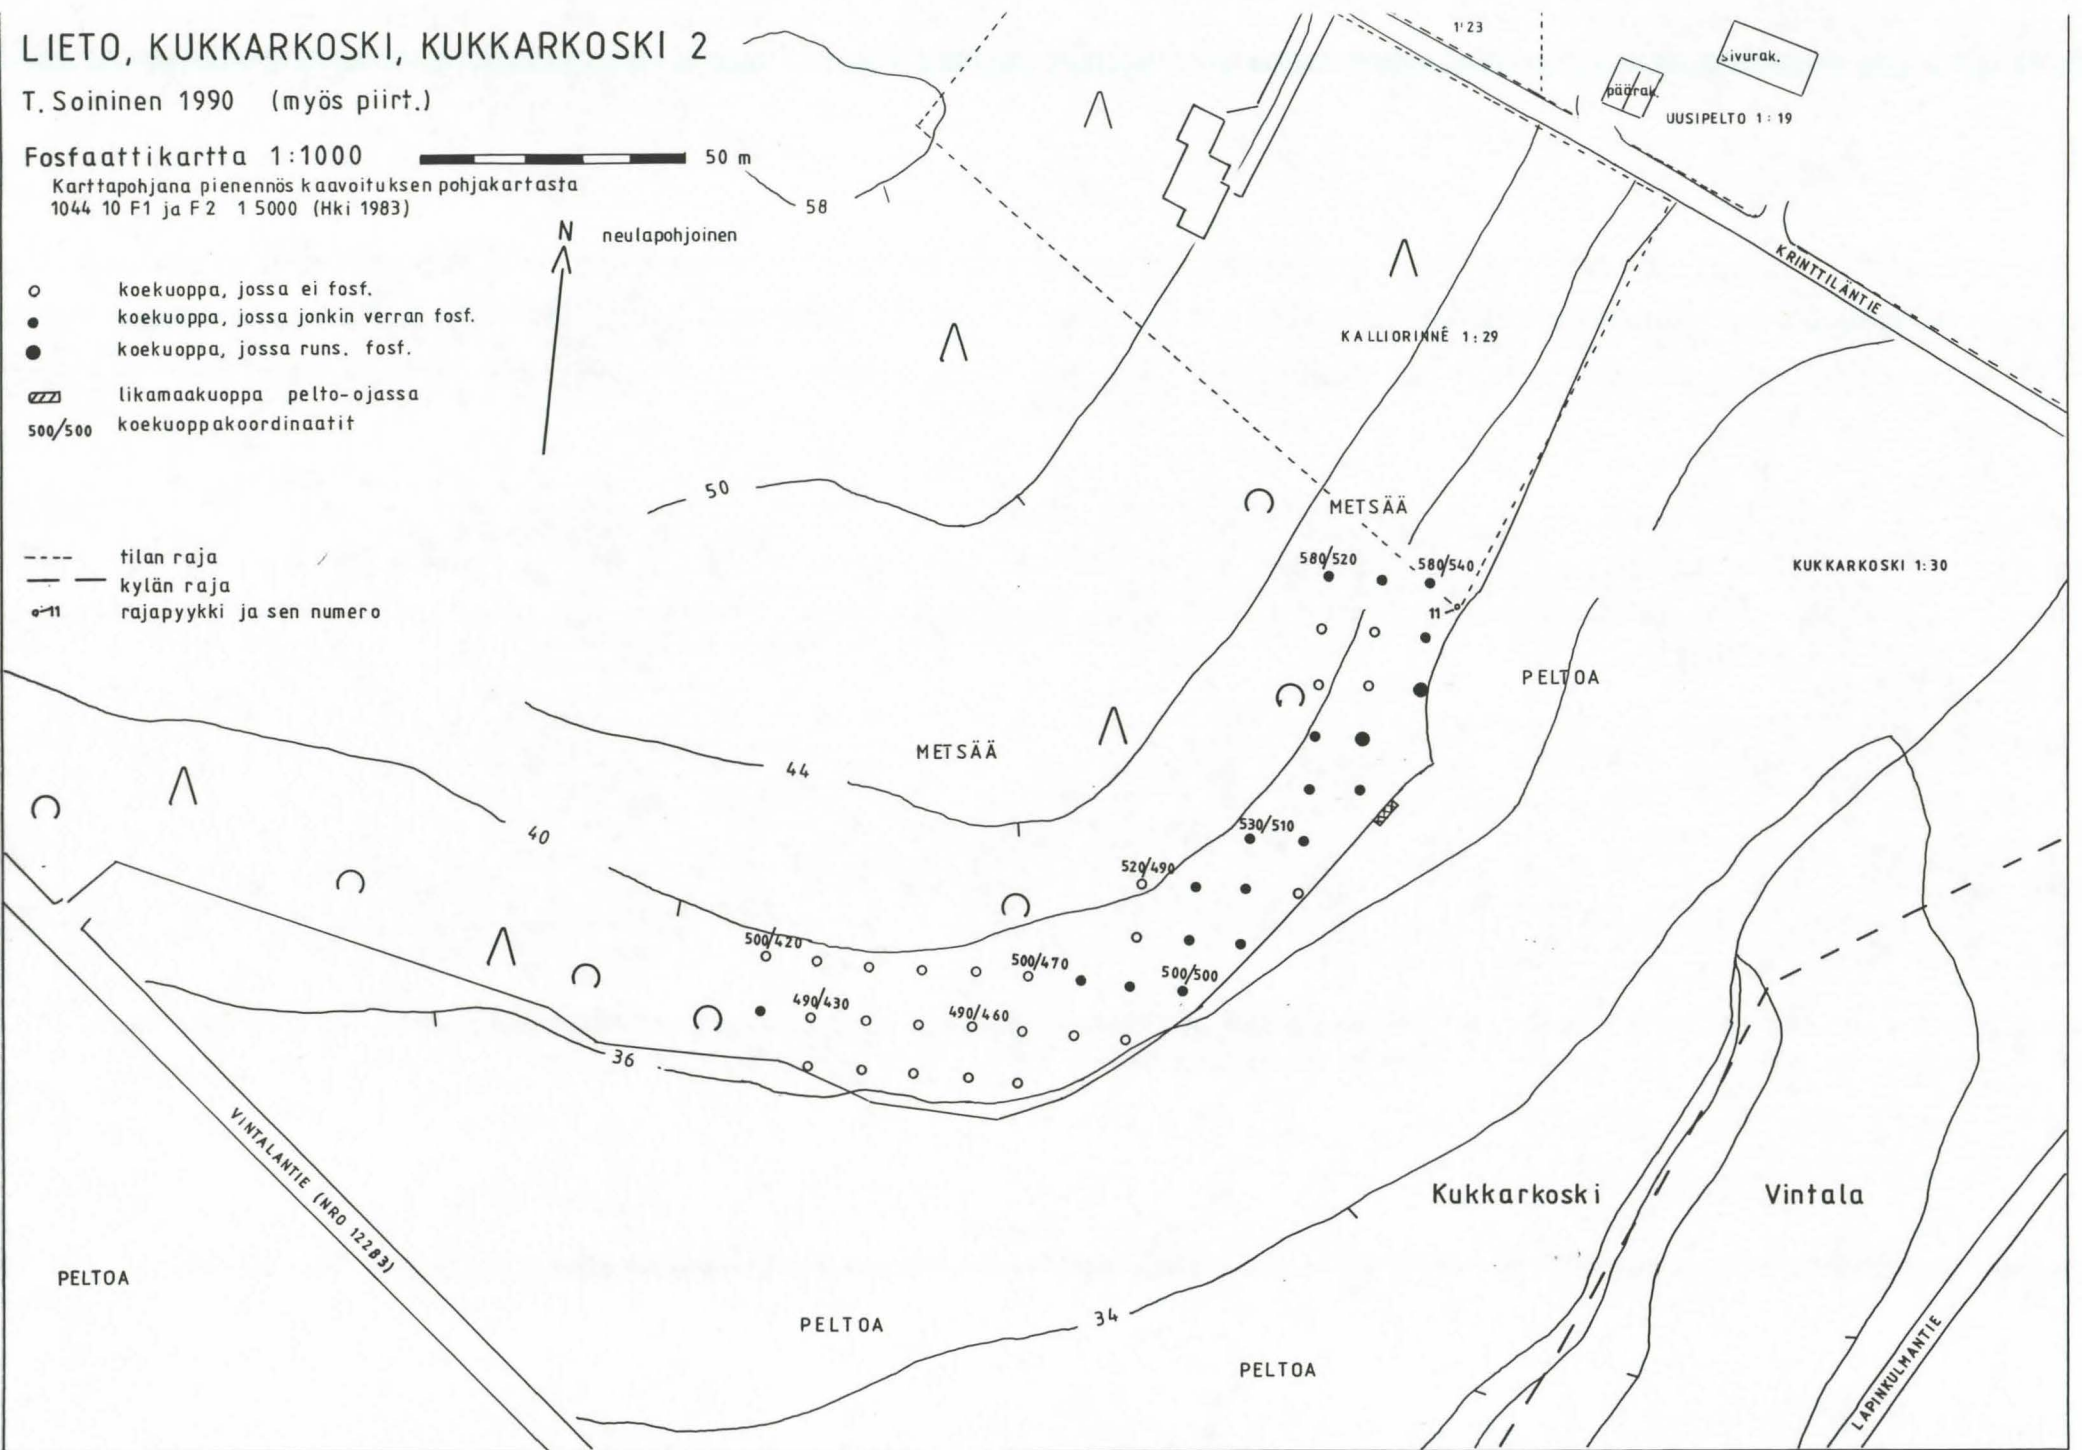 LIETO, KUKKARKOSKI, KUKKARKOSKI 2
T. Soininen 1990 (myös piirt.)
Fosfaattikartta 1:1000
50 m
Karttapohjana pienennös kaavoituksen pohjakartasta
1044 10 F1 ja F2 1 5000 (Hki 1983)
N neulapohjoinen
koekuoppa, jossa ei fosf.
koekuoppa, jossa jonkin verran fosf.
koekuoppa, jossa runs. fosf.
likamaakuoppa pelto-ojassa
500/500 koekuoppakoordinaatit
tilan raja
kylän raja
11 rajapyykki ja sen numero
1:23
sivurak.
päärak.
UUSIPELTO 1:19
58
KRINTTILÄNTIE
KALLIORINNE 1:29
50
METSÄÄ
580/520
580/540
11
KUKKARKOSKI 1:30
PELTOA
METSÄÄ
44
40
530/510
520/490
500/420
500/470
500/500
490/430
490/460
36
VINTALANTIE (NRO 12283)
Kukkarkoski
Vintala
PELTOA
PELTOA
34
PELTOA
LAPINKULMANTIE